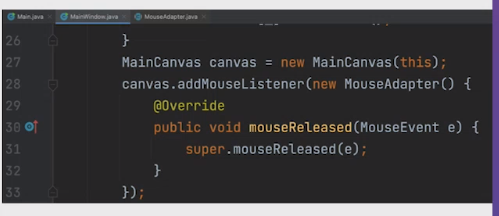 Main.java MainWindow.java MouseAdapter.java
26 }
27 MainCanvas canvas = new MainCanvas(this);
28 canvas.addMouseListener(new MouseAdapter() {
29 @Override
30 public void mouseReleased(MouseEvent e) {
31 super.mouseReleased(e);
32 }
33 });